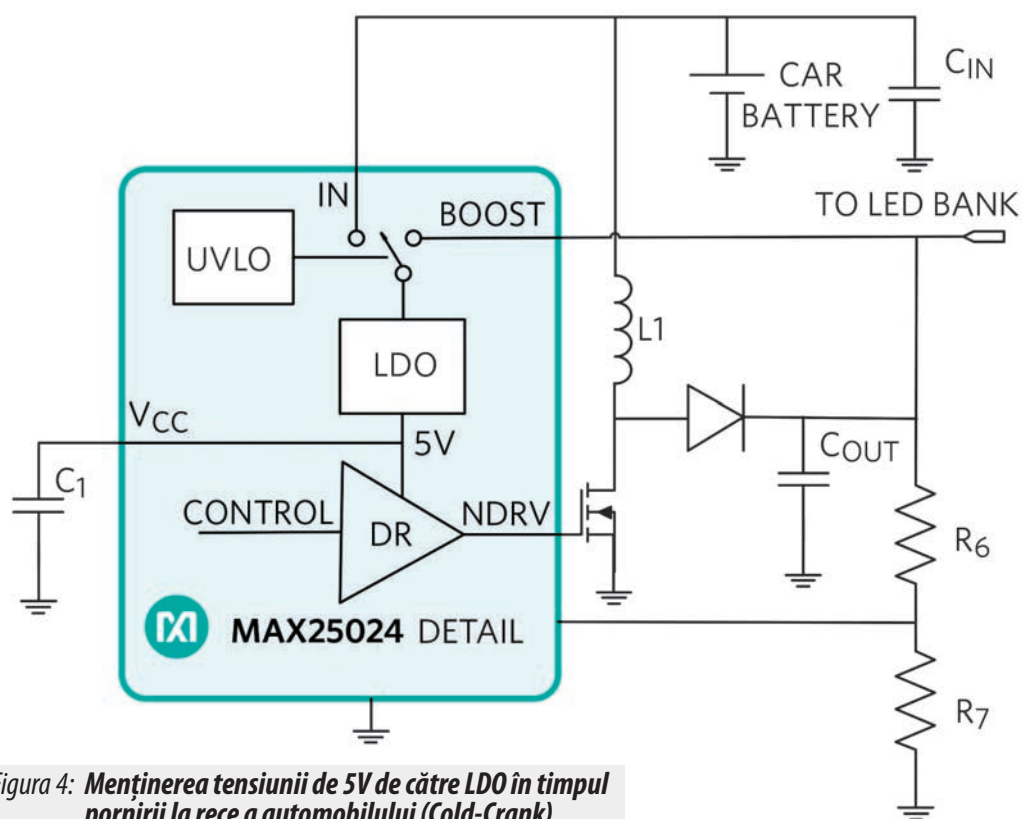 CIN
CAR
BATTERY
IN
BOOST
TO LED BANK
UVLO
LDO
L1
VCC
5V
C1
COUT
CONTROL
DR
NDRV
R6
MAX25024 DETAIL
R7
Figura 4: Menținerea tensiunii de 5V de către LDO în timpul
pornirii la rece a automobilului (Cold-Crank)